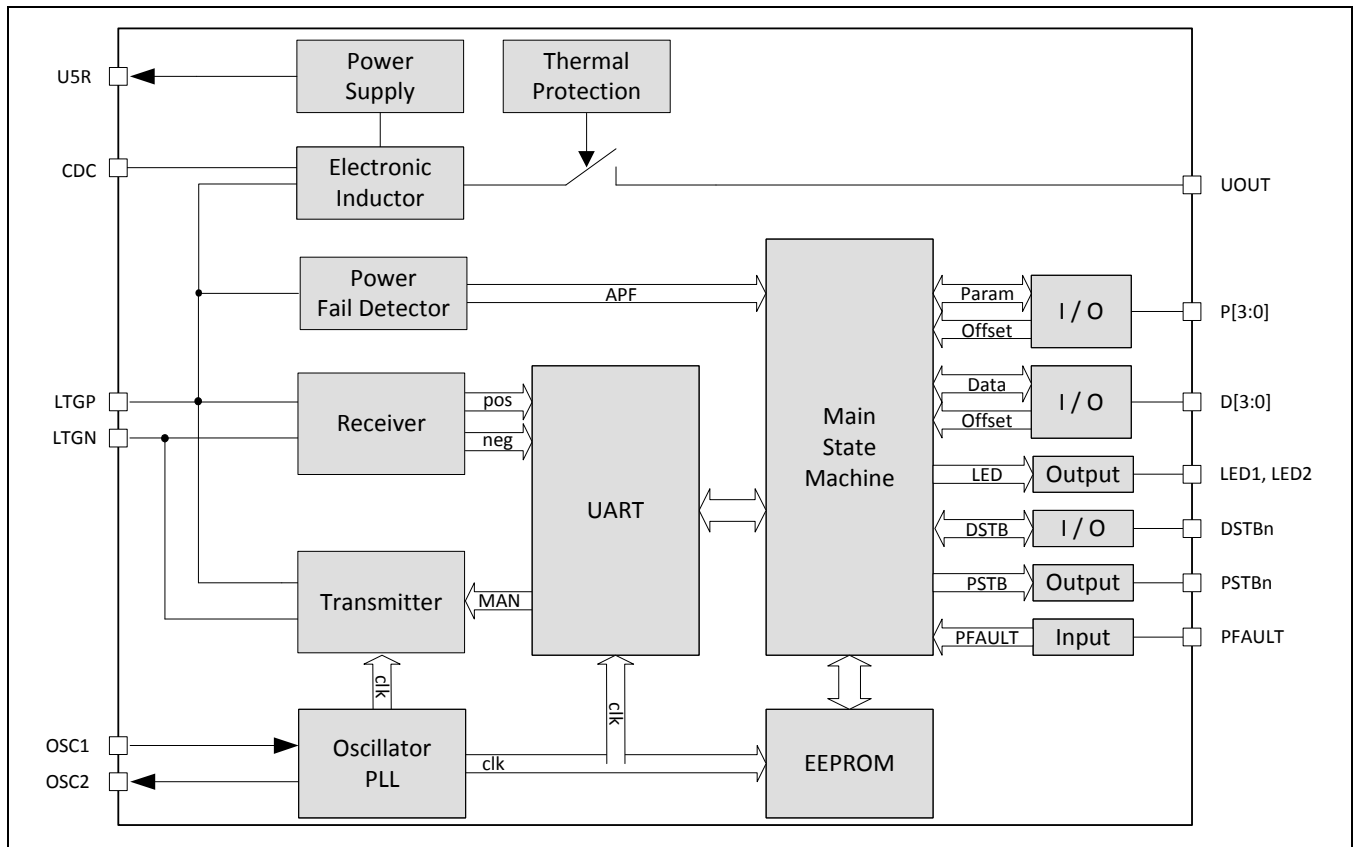 U5R
Power
Supply
Thermal
Protection
CDC
Electronic
Inductor
UOUT
Power
Fail Detector
APF
Param
Offset
I / O
P[3:0]
LTGP
LTGN
Receiver
pos
neg
UART
Main
State
Machine
Data
Offset
I / O
D[3:0]
LED
Output
LED1, LED2
DSTB
I / O
DSTBn
Transmitter
MAN
PSTB
Output
PSTBn
PFAULT
Input
PFAULT
clk
clk
OSC1
OSC2
Oscillator
PLL
clk
EEPROM